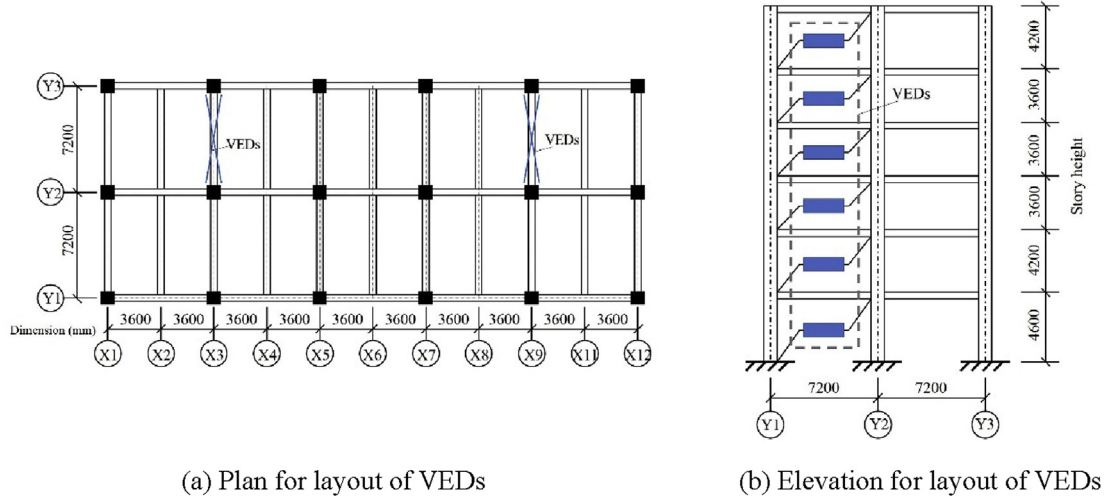 Y3
7200
VEDs
VEDs
Y2
7200
Y1
Dimension (mm)
3600 3600 3600 3600 3600 3600 3600 3600 3600 3600
X1 X2 X3 X4 X5 X6 X7 X8 X9 X11 X12
(a) Plan for layout of VEDs
4200
3600
VEDs
3600
3600
4200
4600
Story height
7200 7200
Y1 Y2 Y3
(b) Elevation for layout of VEDs